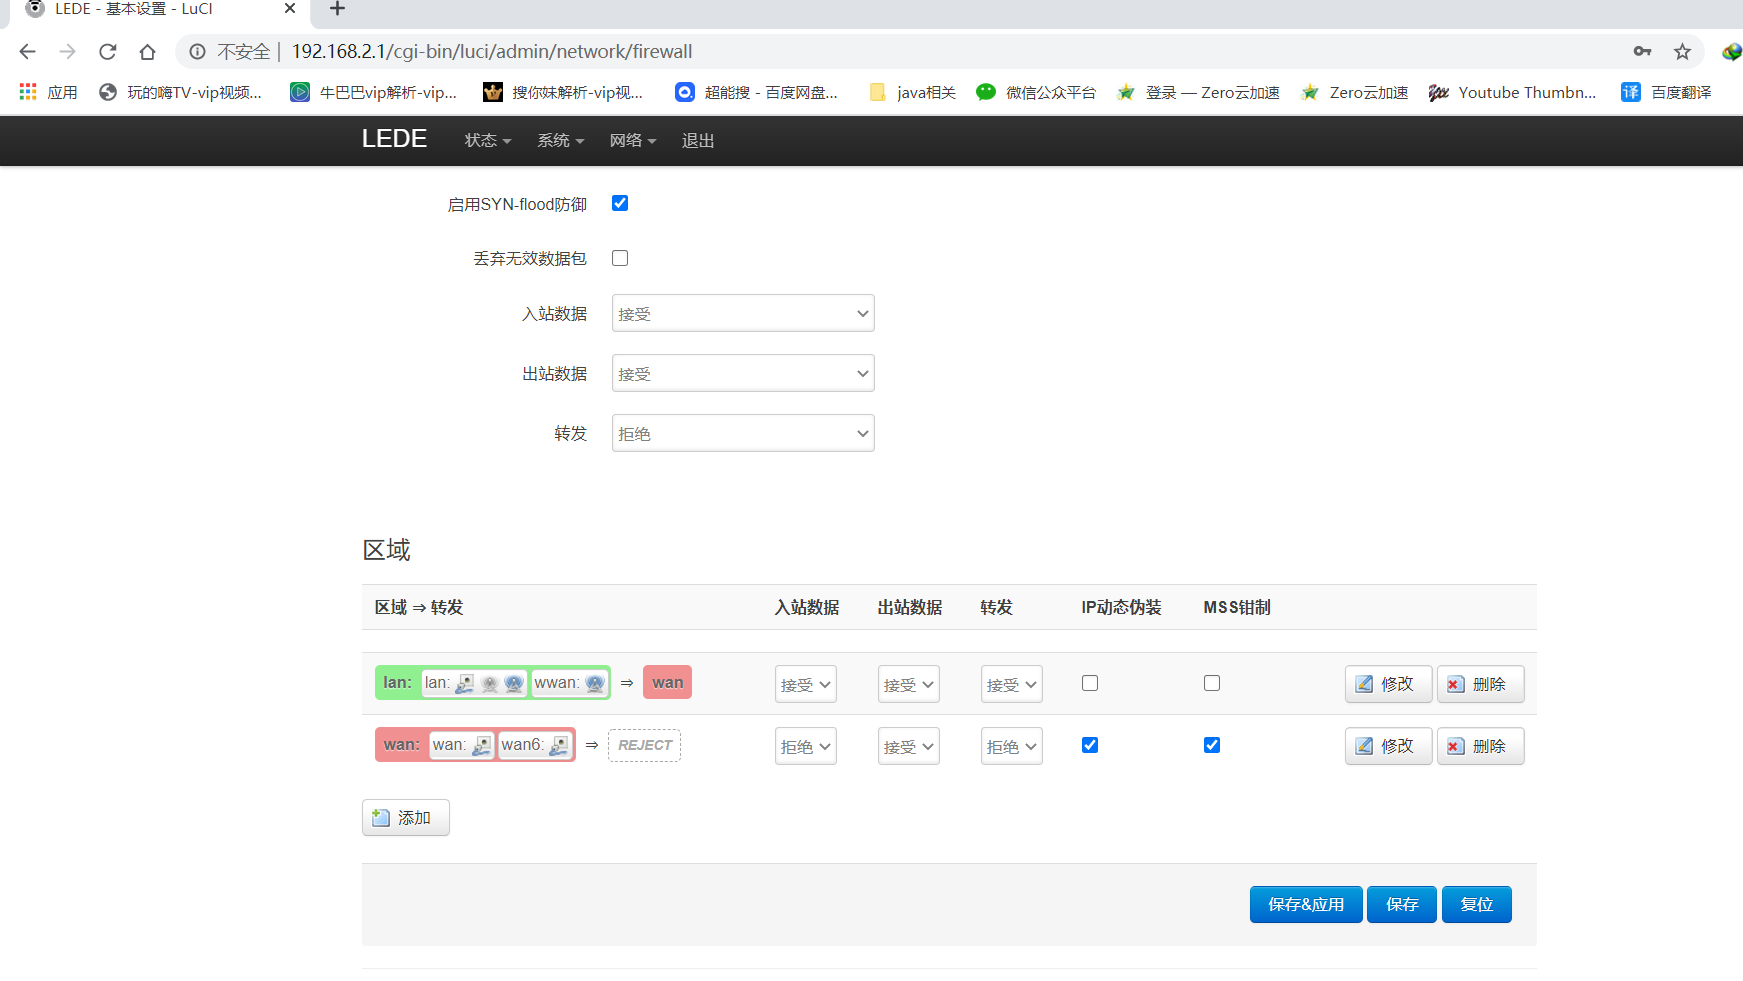 LEDE - 基本设置 - LuCI
不安全 | 192.168.2.1/cgi-bin/luci/admin/network/firewall
应用 玩的嗨TV-vip视频... 牛巴巴vip解析-vip... 搜你妹解析-vip视... 超能搜 - 百度网盘... java相关 微信公众平台 登录 — Zero云加速 Zero云加速 Youtube Thumbn... 译 百度翻译
LEDE 状态 系统 网络 退出
启用SYN-flood防御
丢弃无效数据包
入站数据 接受
出站数据 接受
转发 拒绝
区域
区域 ⇒ 转发 入站数据 出站数据 转发 IP动态伪装 MSS钳制
lan: lan: wwan: ⇒ wan 接受 接受 接受 修改 删除
wan: wan: wan6: ⇒ REJECT 拒绝 接受 拒绝 修改 删除
添加
保存&应用 保存 复位